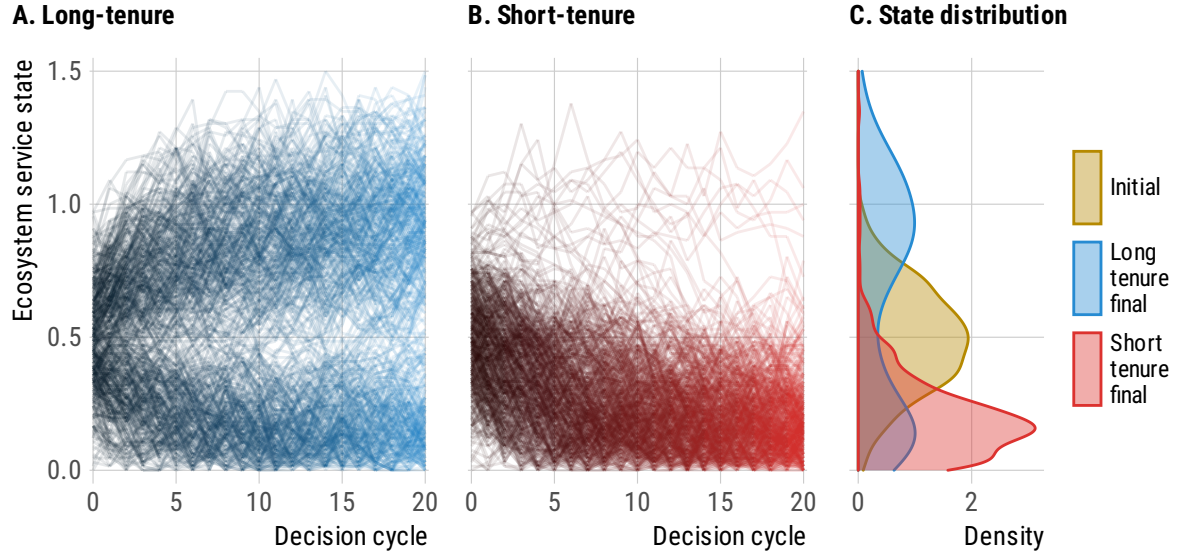 A. Long-tenure
B. Short-tenure
C. State distribution
Ecosystem service state
1.5
1.0
0.5
0.0
0
5
10
15
20
Decision cycle
0
5
10
15
20
Decision cycle
0
2
Density
Initial
Long
tenure
final
Short
tenure
final